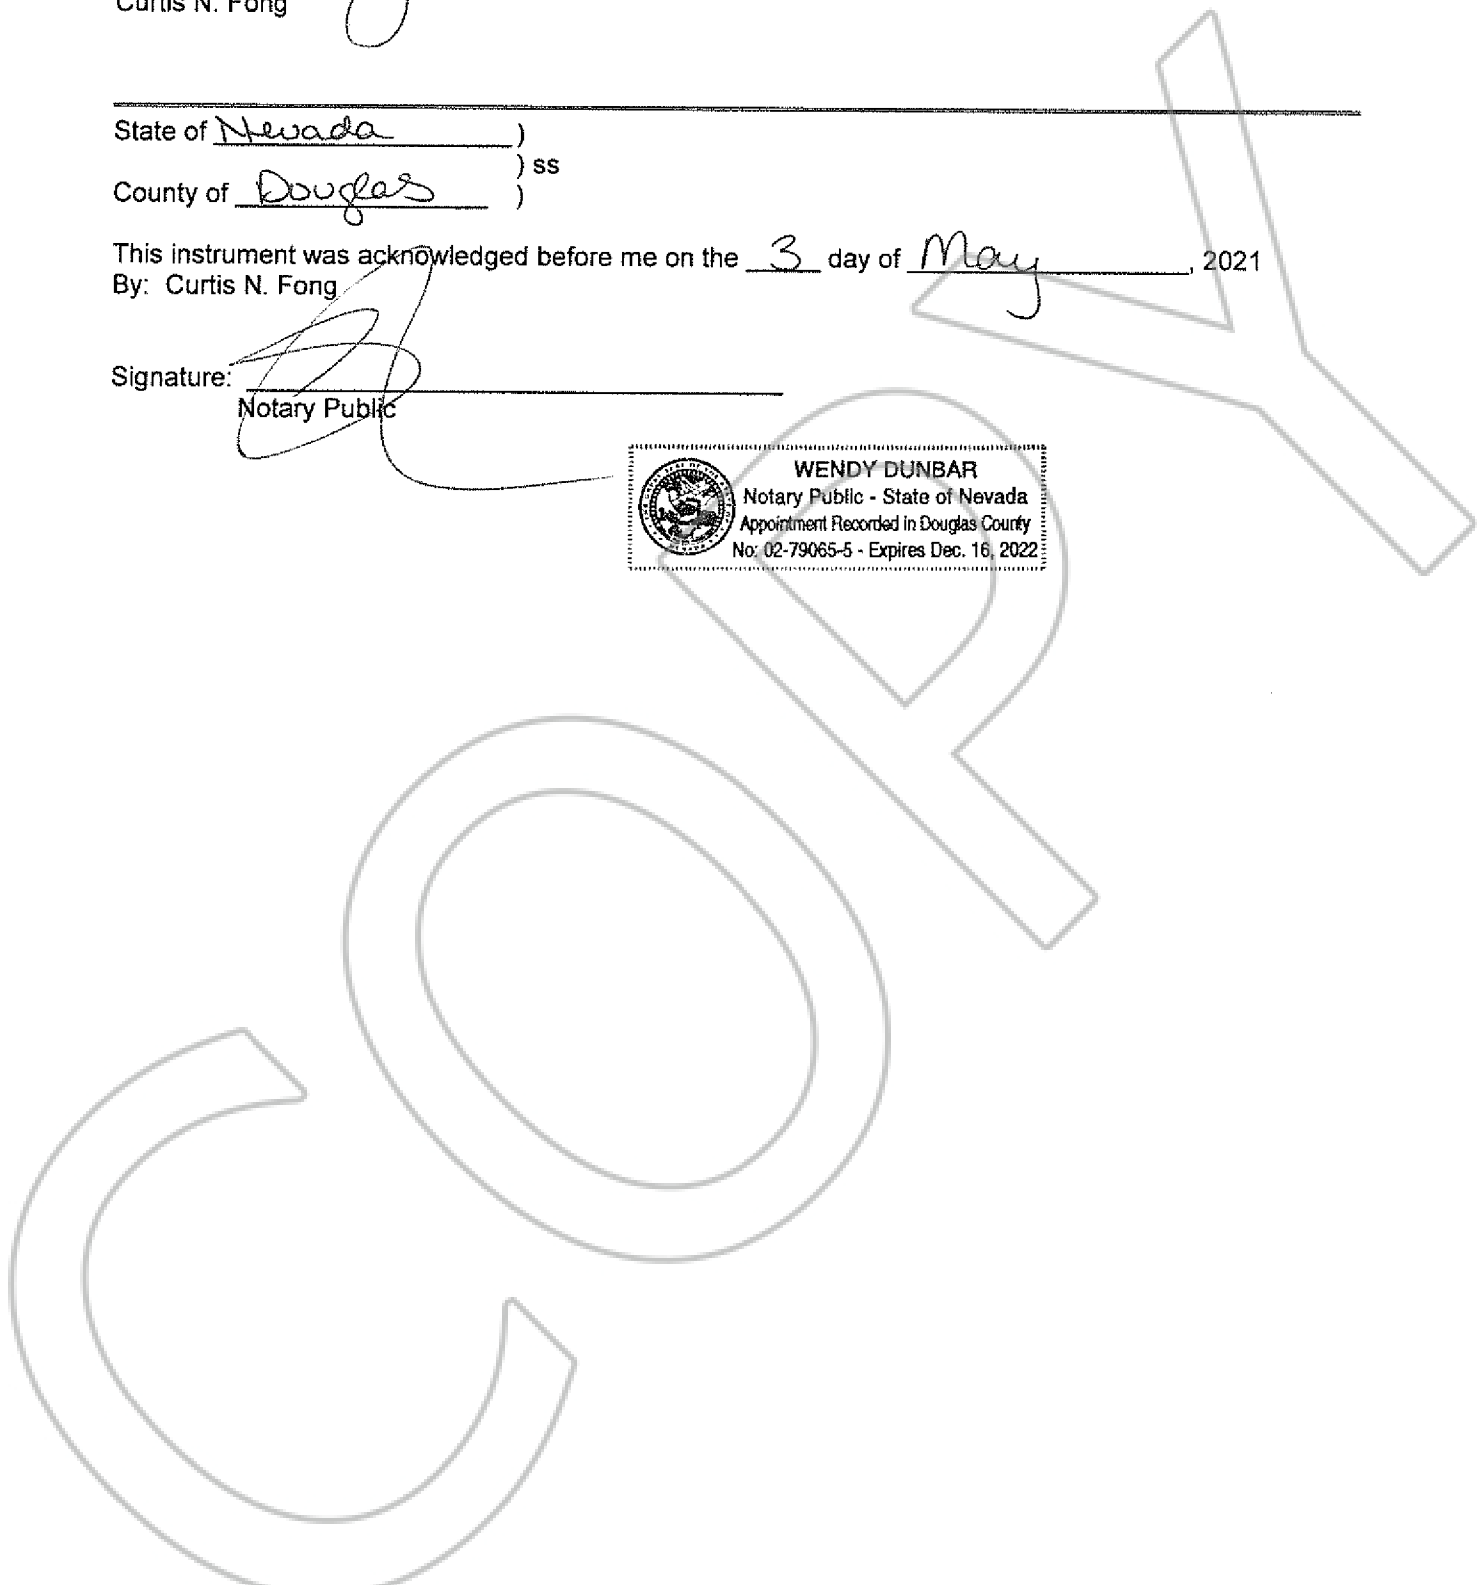 Curtis N. Fong
State of Nevada )
) ss
County of Douglas )
This instrument was acknowledged before me on the 3 day of May, 2021
By: Curtis N. Fong
Signature:
Notary Public
WENDY DUNBAR
Notary Public - State of Nevada
Appointment Recorded in Douglas County
No: 02-79065-5 - Expires Dec. 16, 2022
COPY